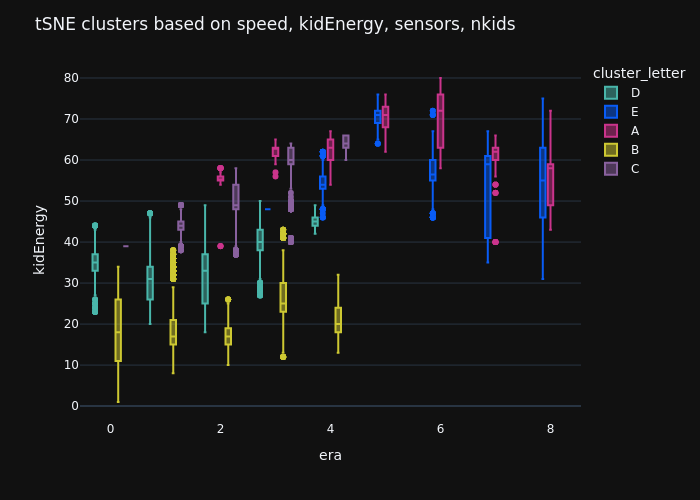 tSNE clusters based on speed, kidEnergy, sensors, nkids
cluster_letter
D
E
A
B
C
kidEnergy
80
70
60
50
40
30
20
10
0
0 2 4 6 8
era